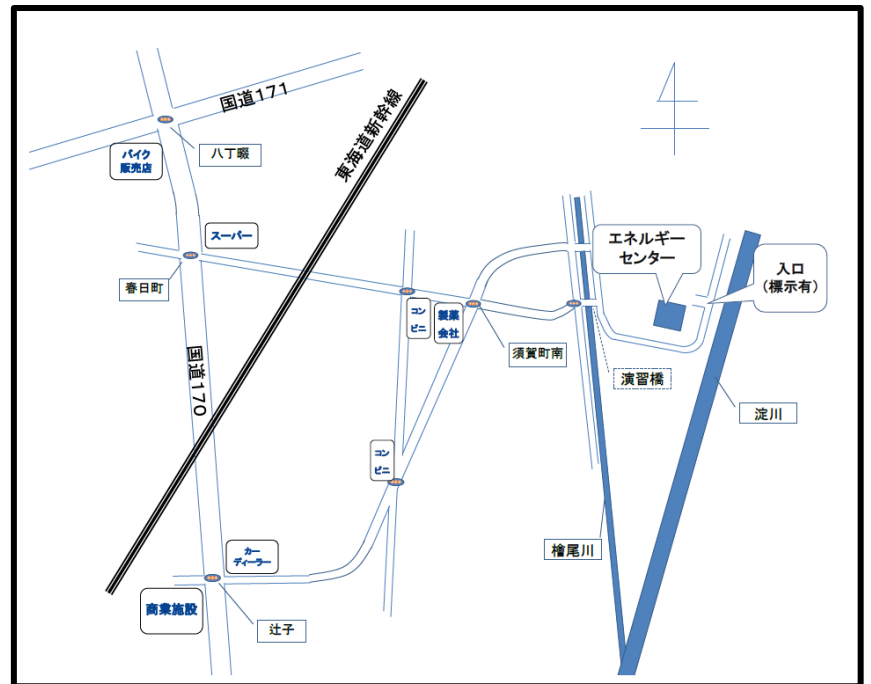 国道171
東海道新幹線
八丁畷
バイク
販売店
スーパー
エネルギー
センター
入口
（標示有）
春日町
コン
ビニ
製薬
会社
須賀町南
演習橋
国道170
淀川
コン
ビニ
檜尾川
カー
ディーラー
商業施設
辻子